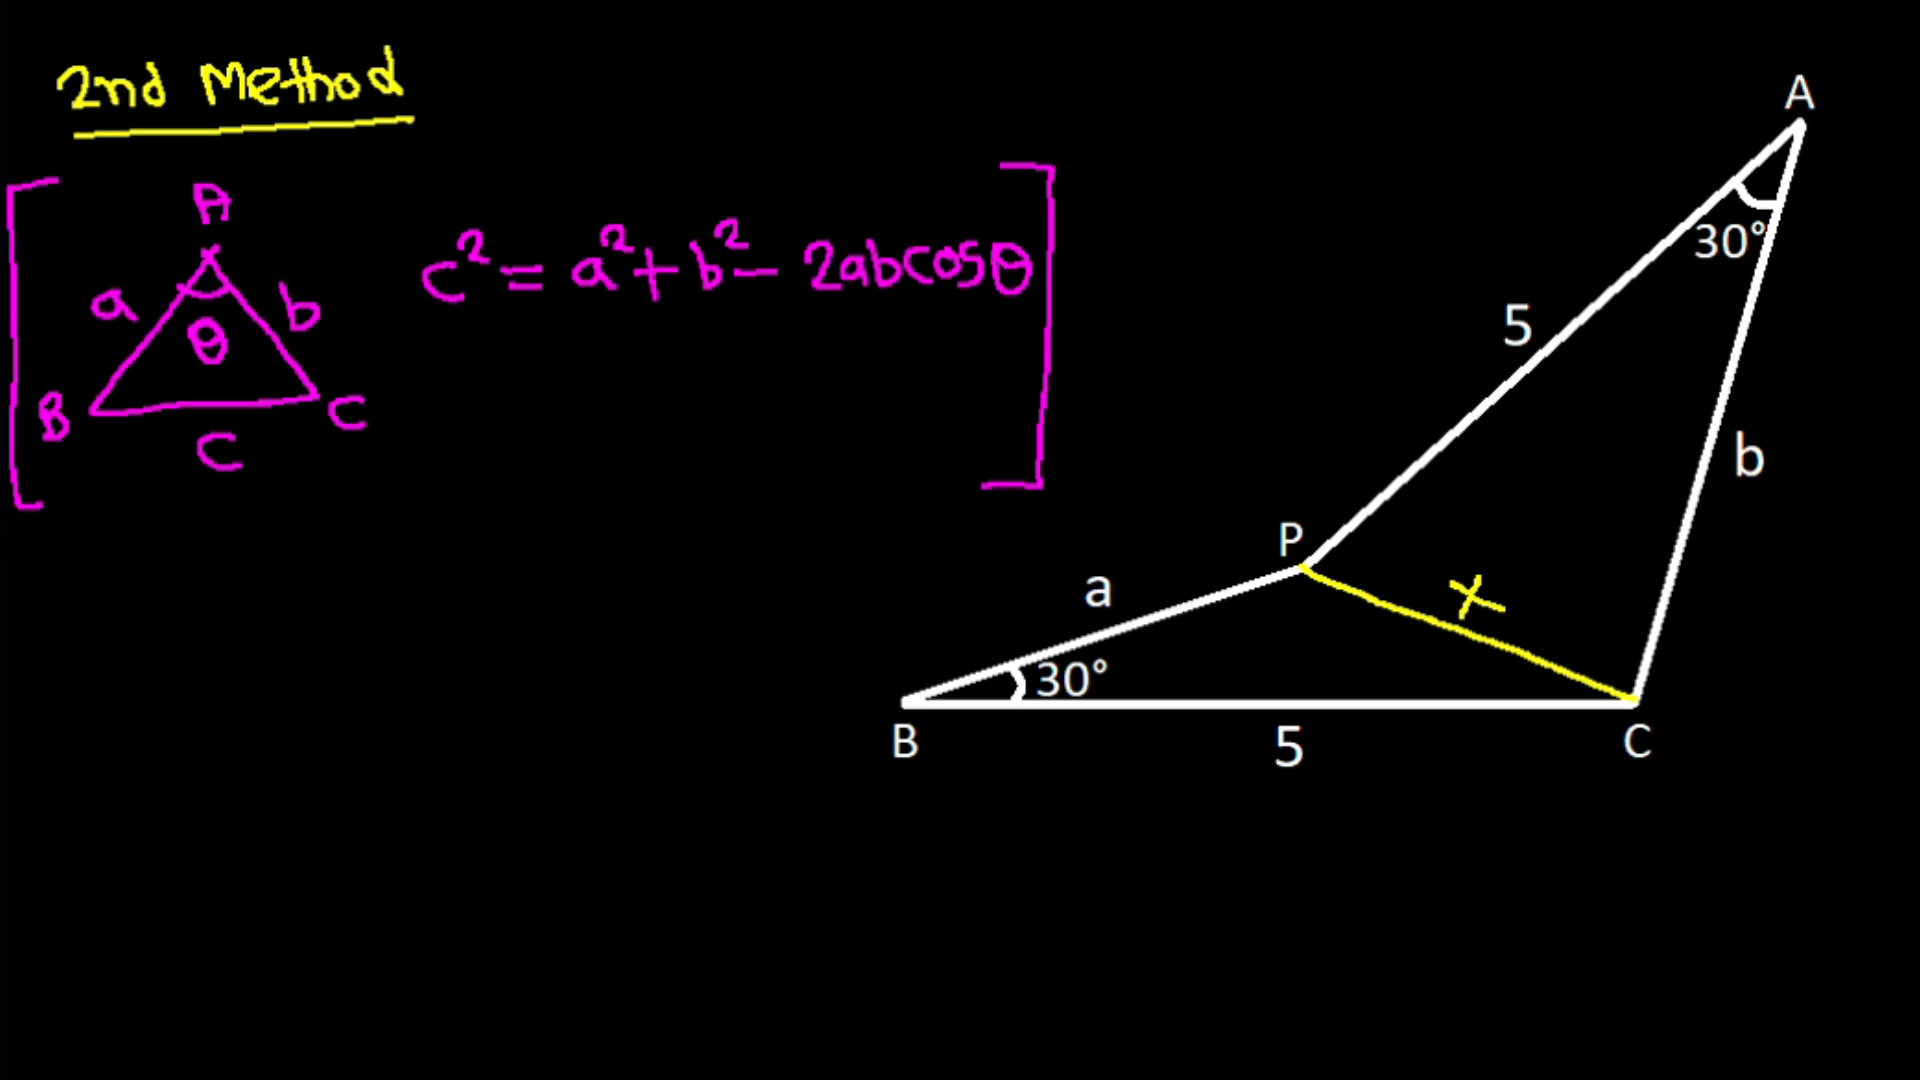 2nd Method
A
a
b
θ
B
C
c
c² = a² + b² - 2abcosθ
A
30°
5
b
P
a
x
30°
B
5
C